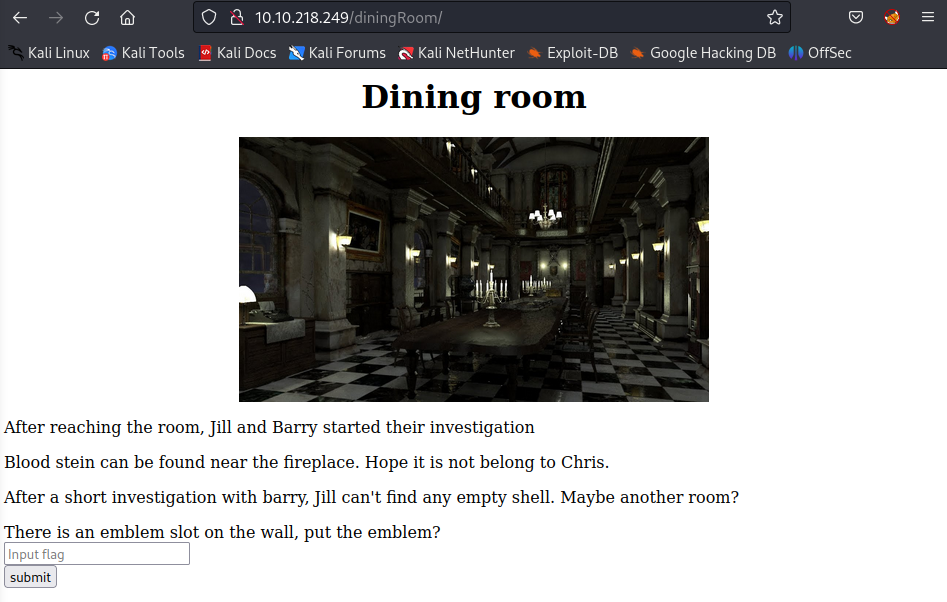 10.10.218.249/diningRoom/
Kali Linux Kali Tools Kali Docs Kali Forums Kali NetHunter Exploit-DB Google Hacking DB OffSec
Dining room
After reaching the room, Jill and Barry started their investigation
Blood stein can be found near the fireplace. Hope it is not belong to Chris.
After a short investigation with barry, Jill can't find any empty shell. Maybe another room?
There is an emblem slot on the wall, put the emblem?
Input flag
submit